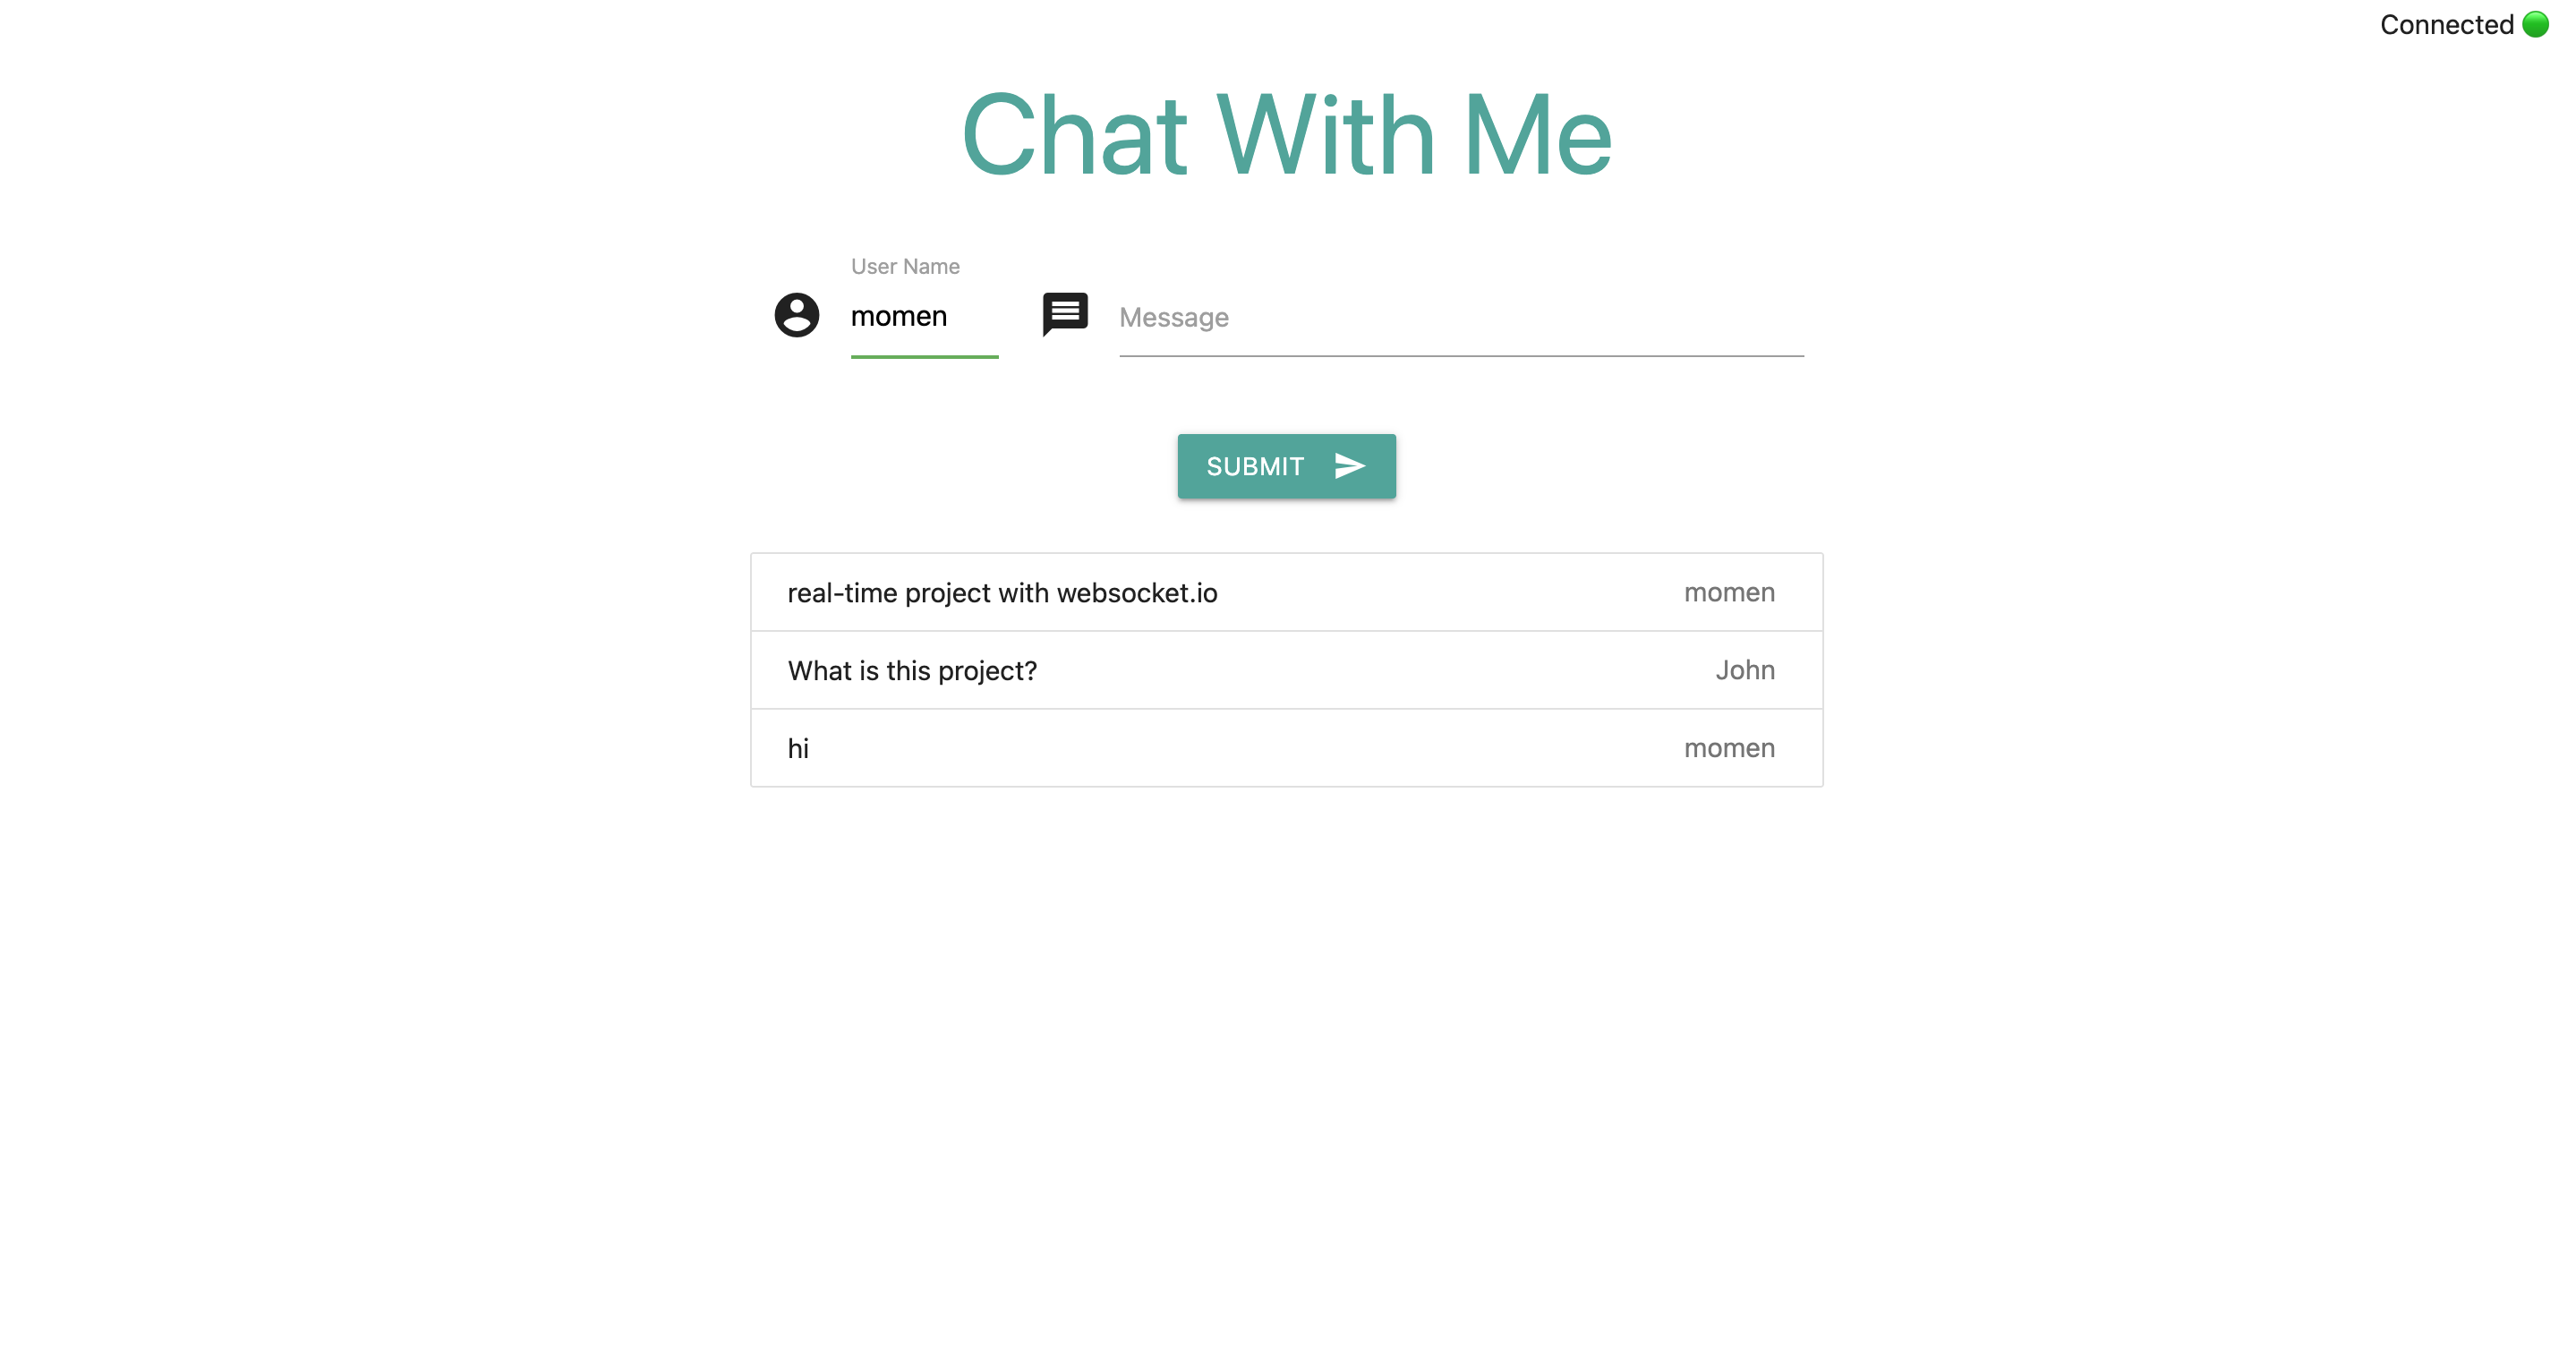 Connected
Chat With Me
User Name
momen
Message
SUBMIT
real-time project with websocket.io momen
What is this project? John
hi momen